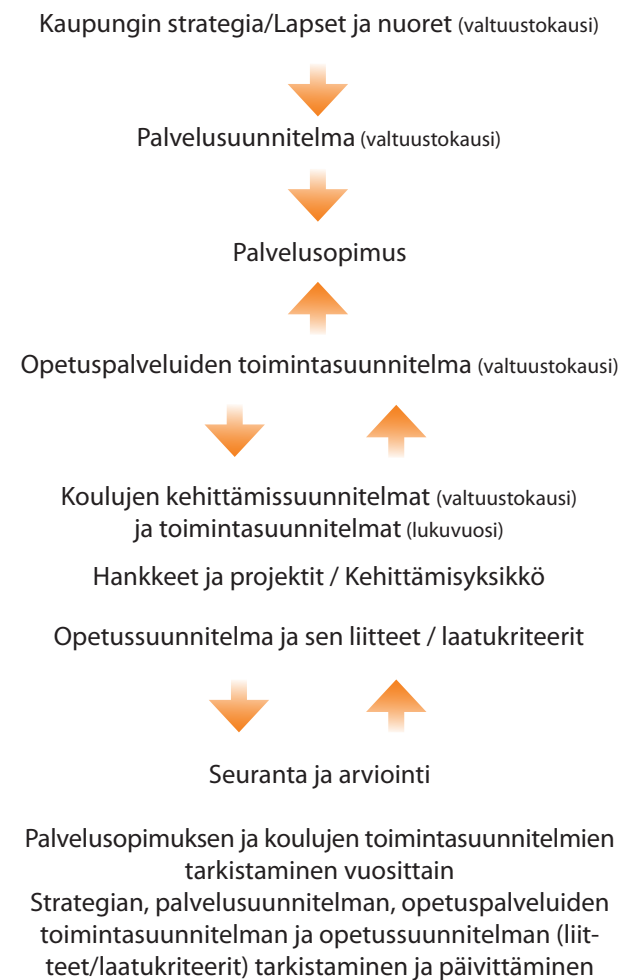 Kaupungin strategia/Lapset ja nuoret (valtuustokausi)
Palvelusuunnitelma (valtuustokausi)
Palvelusopimus
Opetuspalveluiden toimintasuunnitelma (valtuustokausi)
Koulujen kehittämissuunnitelmat (valtuustokausi)
ja toimintasuunnitelmat (lukuvuosi)
Hankkeet ja projektit / Kehittämisyksikkö
Opetussuunnitelma ja sen liitteet / laatukriteerit
Seuranta ja arviointi
Palvelusopimuksen ja koulujen toimintasuunnitelmien
tarkistaminen vuosittain
Strategian, palvelusuunnitelman, opetuspalveluiden
toimintasuunnitelman ja opetussuunnitelman (liit-
teet/laatukriteerit) tarkistaminen ja päivittäminen